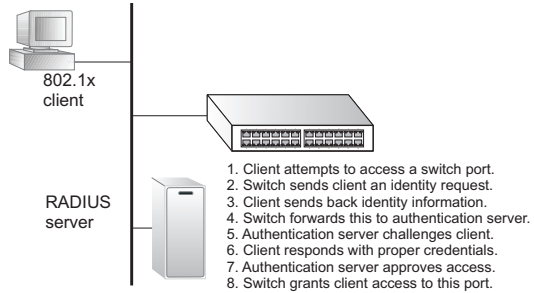 802.1x
client
RADIUS
server
1. Client attempts to access a switch port.
2. Switch sends client an identity request.
3. Client sends back identity information.
4. Switch forwards this to authentication server.
5. Authentication server challenges client.
6. Client responds with proper credentials.
7. Authentication server approves access.
8. Switch grants client access to this port.